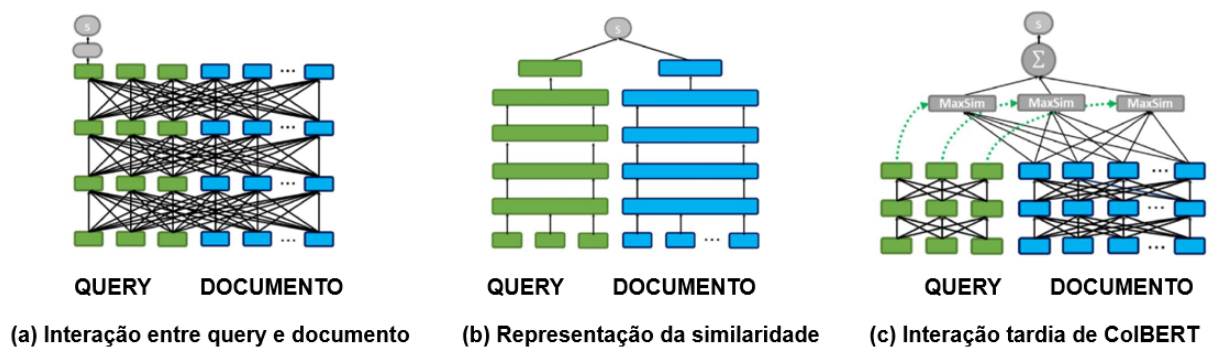 s
s
s
Σ
MaxSim MaxSim MaxSim
...
...
...
...
...
...
...
...
QUERY DOCUMENTO
QUERY DOCUMENTO
QUERY DOCUMENTO
(a) Interação entre query e documento
(b) Representação da similaridade
(c) Interação tardia de ColBERT